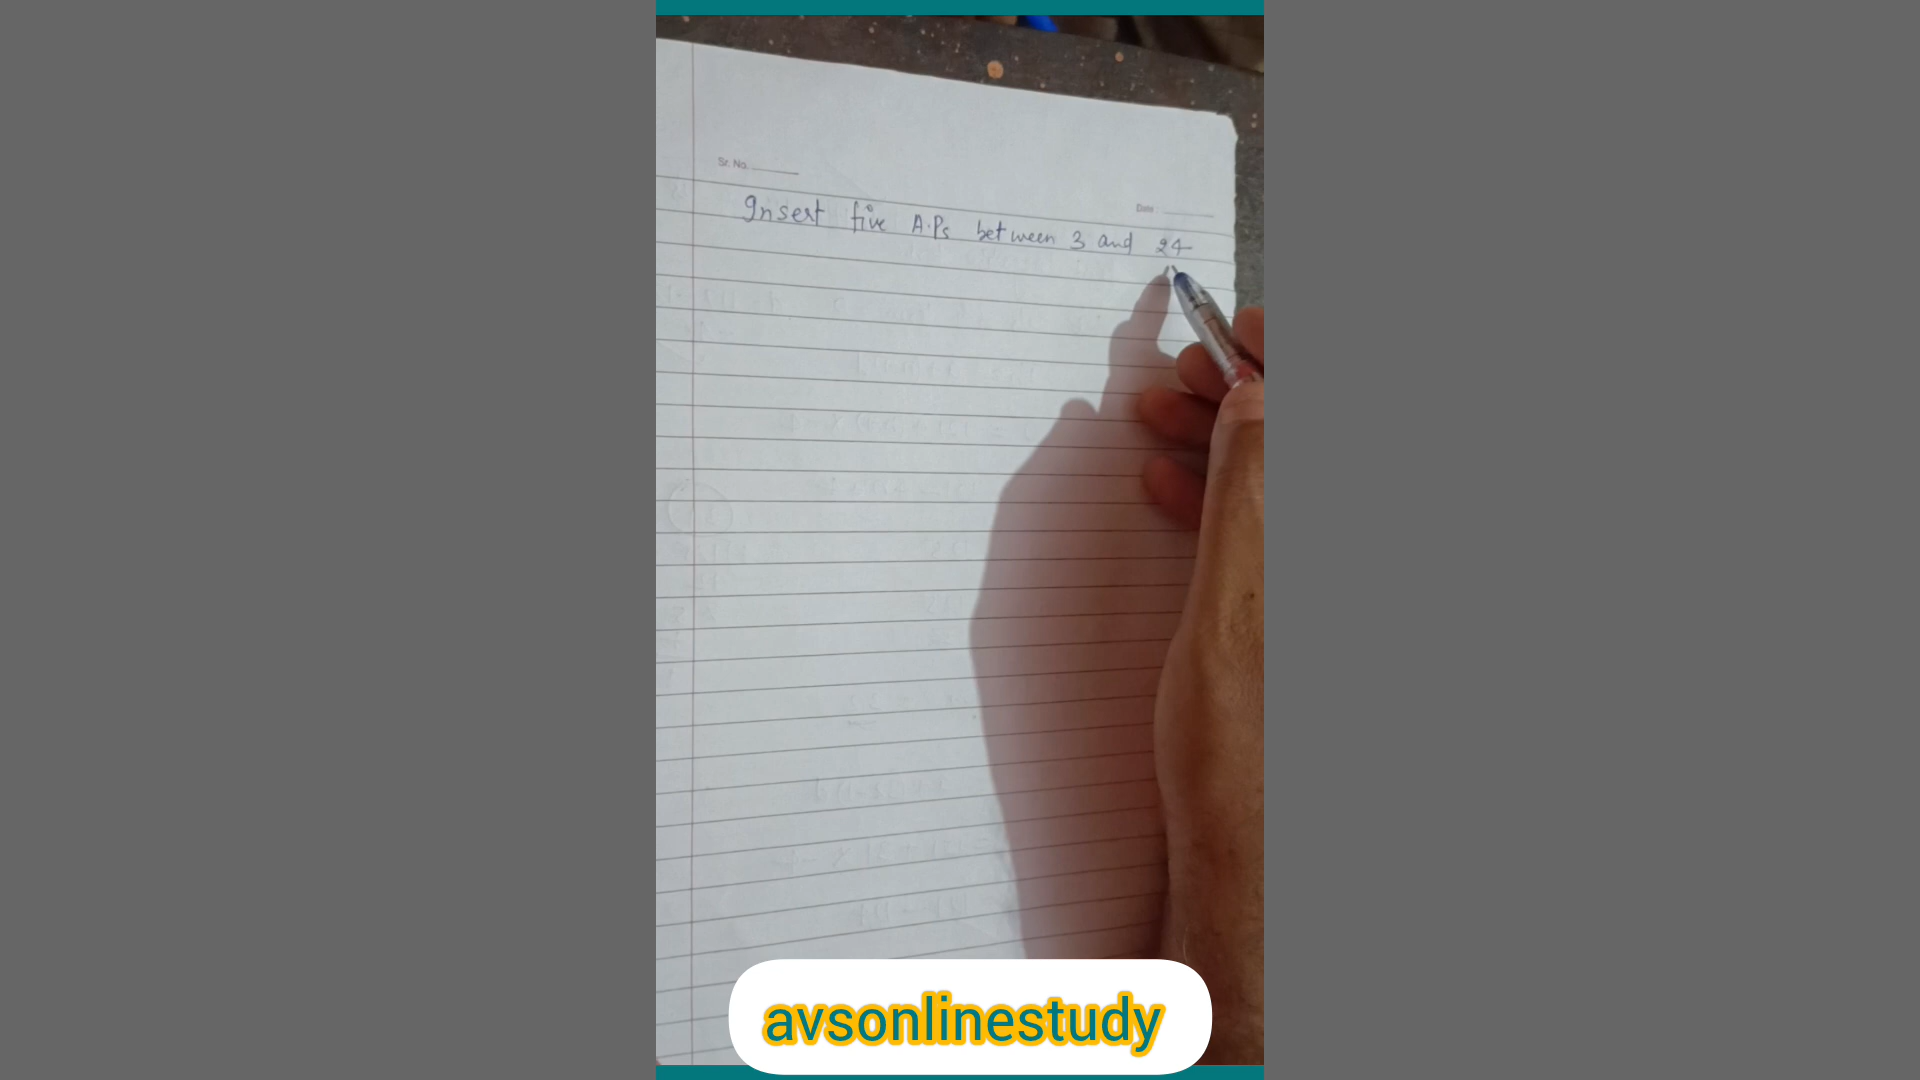 Sr. No.
Date
Insert five A.Ps between 3 and 24
avsonlinestudy